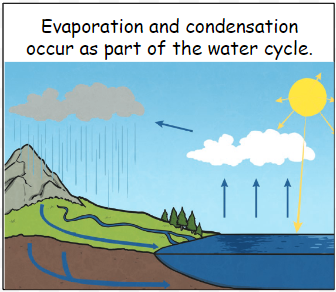 Evaporation and condensation
occur as part of the water cycle.